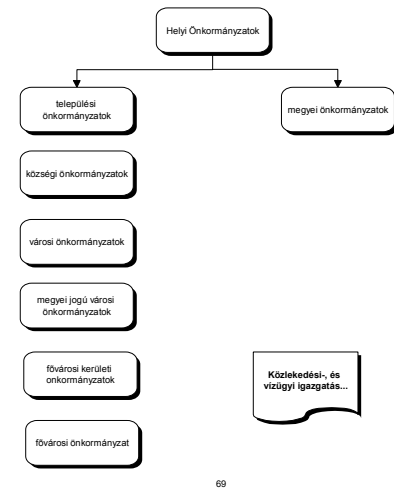 Helyi Önkormányzatok
települési
önkormányzatok
megyei önkormányzatok
községi önkormányzatok
városi önkormányzatok
megyei jogú városi
önkormányzatok
fővárosi kerületi
onkormányzatok
Közlekedési-, és
vízügyi igazgatás...
fővárosi önkormányzat
69